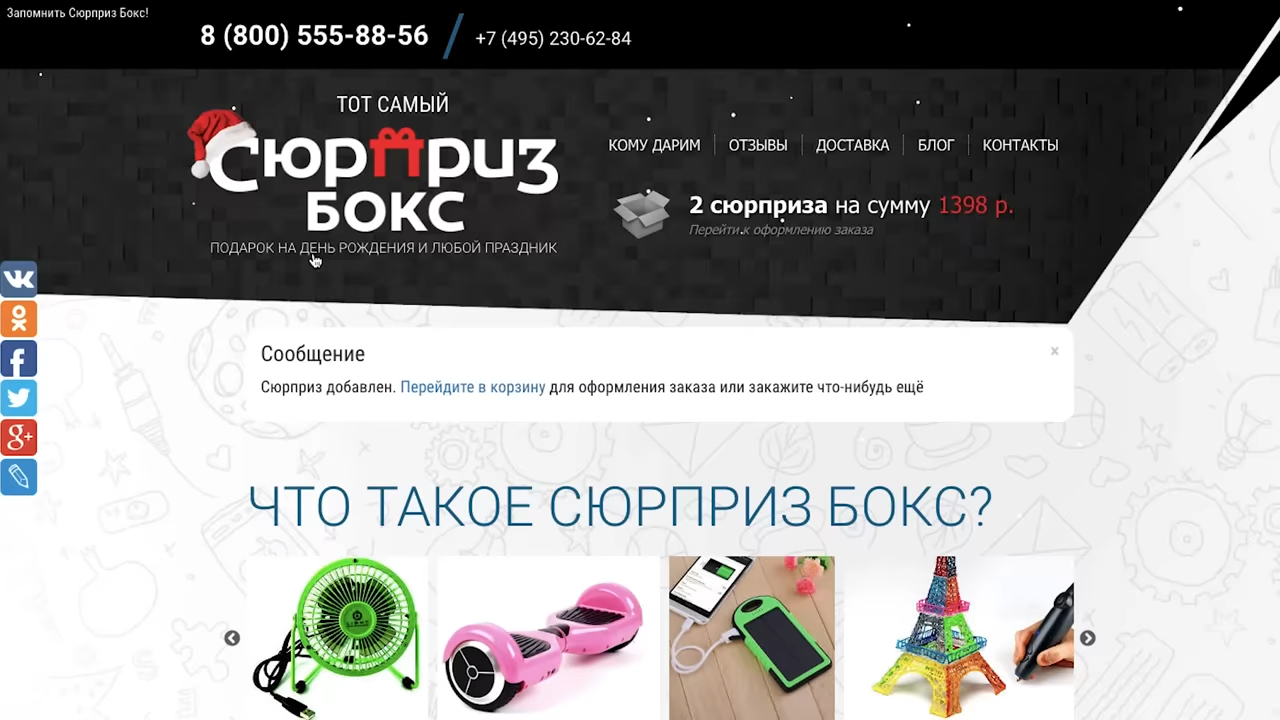 Запомнить Сюрприз Бокс!
8 (800) 555-88-56
+7 (495) 230-62-84
ТОТ САМЫЙ
Сюрприз
БОКС
ПОДАРОК НА ДЕНЬ РОЖДЕНИЯ И ЛЮБОЙ ПРАЗДНИК
КОМУ ДАРИМ ОТЗЫВЫ ДОСТАВКА БЛОГ КОНТАКТЫ
2 сюрприза на сумму 1398 р.
Перейти к оформлению заказа
Сообщение
×
Сюрприз добавлен. Перейдите в корзину для оформления заказа или закажите что-нибудь ещё
ЧТО ТАКОЕ СЮРПРИЗ БОКС?